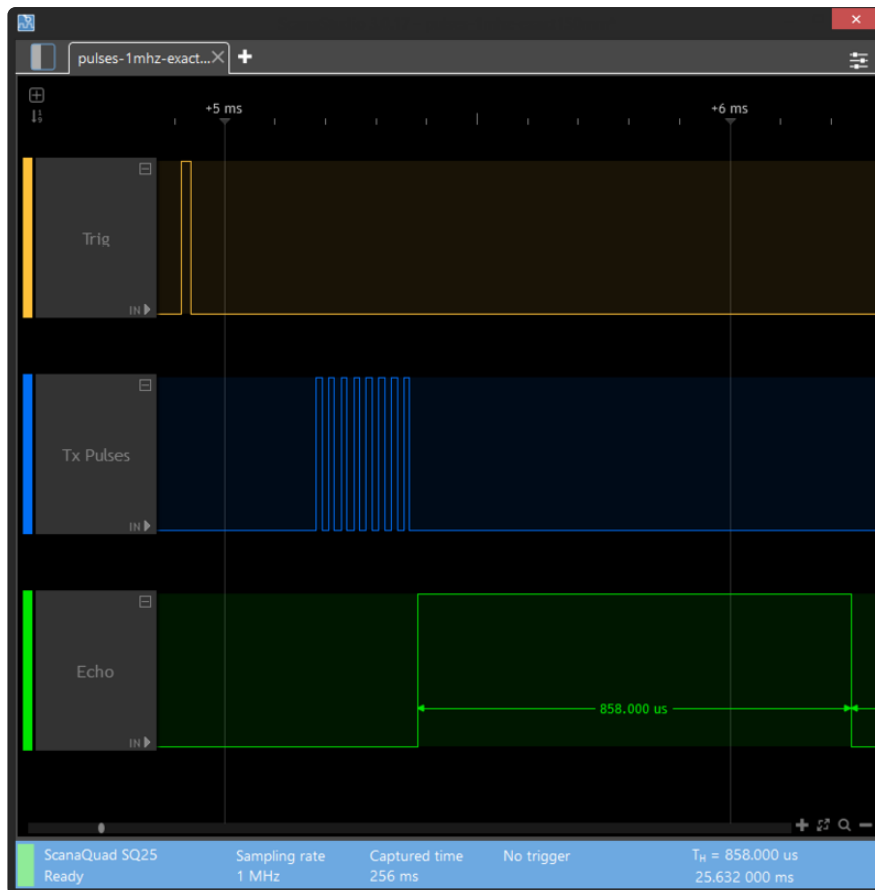 pulses-1mhz-exact...
+5 ms
+6 ms
Trig
IN
Tx Pulses
IN
858.000 us
Echo
IN
ScanaQuad SQ25
Ready
Sampling rate
1 MHz
Captured time
256 ms
No trigger
TH = 858.000 us
25.632 000 ms